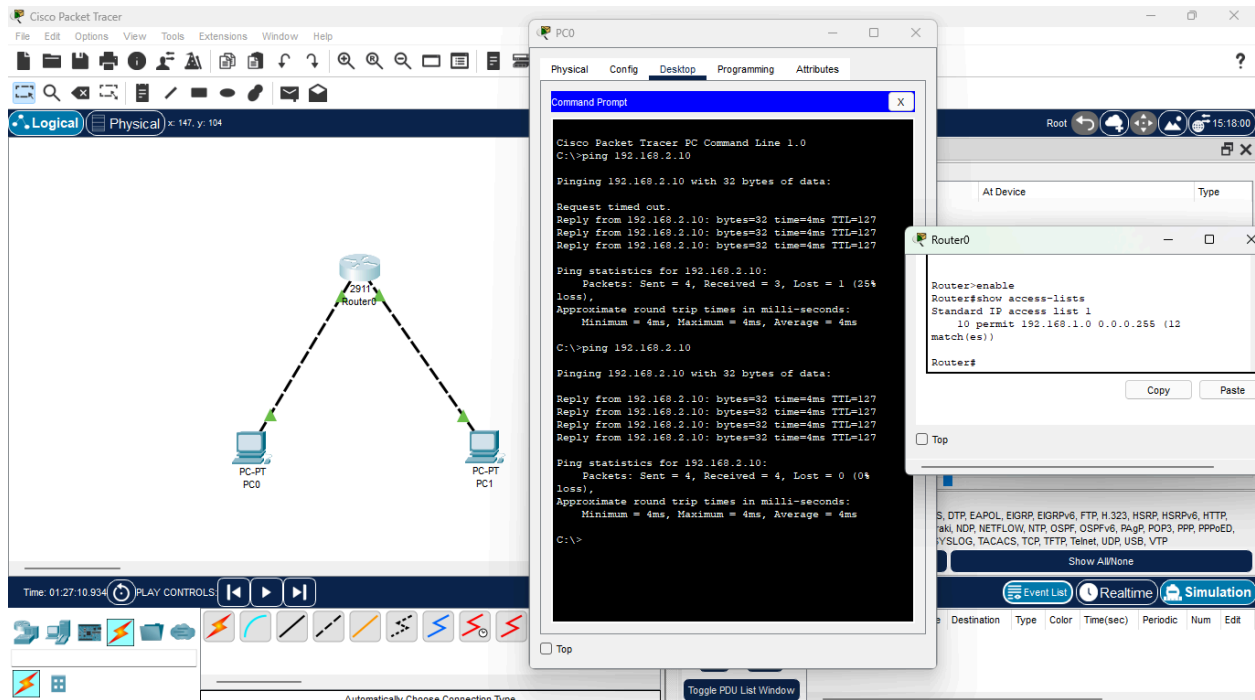 Cisco Packet Tracer
File Edit Options View Tools Extensions Window Help
?
Logical Physical x: 147, y: 104
Root 15:18:00
At Device Type
2911
Router0
PC-PT
PC0
PC-PT
PC1
Time: 01:27:10.934 PLAY CONTROLS:
Automatically Choose Connection Type
PC0
Physical Config Desktop Programming Attributes
Command Prompt X
Cisco Packet Tracer PC Command Line 1.0
C:\>ping 192.168.2.10
Pinging 192.168.2.10 with 32 bytes of data:
Request timed out.
Reply from 192.168.2.10: bytes=32 time=4ms TTL=127
Reply from 192.168.2.10: bytes=32 time=4ms TTL=127
Reply from 192.168.2.10: bytes=32 time=4ms TTL=127
Ping statistics for 192.168.2.10:
Packets: Sent = 4, Received = 3, Lost = 1 (25%
loss),
Approximate round trip times in milli-seconds:
Minimum = 4ms, Maximum = 4ms, Average = 4ms
C:\>ping 192.168.2.10
Pinging 192.168.2.10 with 32 bytes of data:
Reply from 192.168.2.10: bytes=32 time=4ms TTL=127
Reply from 192.168.2.10: bytes=32 time=4ms TTL=127
Reply from 192.168.2.10: bytes=32 time=4ms TTL=127
Reply from 192.168.2.10: bytes=32 time=4ms TTL=127
Ping statistics for 192.168.2.10:
Packets: Sent = 4, Received = 4, Lost = 0 (0%
loss),
Approximate round trip times in milli-seconds:
Minimum = 4ms, Maximum = 4ms, Average = 4ms
C:\>
Top
Toggle PDU List Window
Router0
Router>enable
Router#show access-lists
Standard IP access list 1
10 permit 192.168.1.0 0.0.0.255 (12
match(es))
Router#
Copy Paste
Top
S, DTP, EAPOL, EIGRP, EIGRPv6, FTP, H.323, HSRP, HSRPv6, HTTP,
NDP, NETFLOW, NTP, OSPF, OSPFv6, PAgP, POP3, PPP, PPPoED,
SYSLOG, TACACS, TCP, TFTP, Telnet, UDP, USB, VTP
Show All/None
Event List Realtime Simulation
Destination Type Color Time(sec) Periodic Num Edit